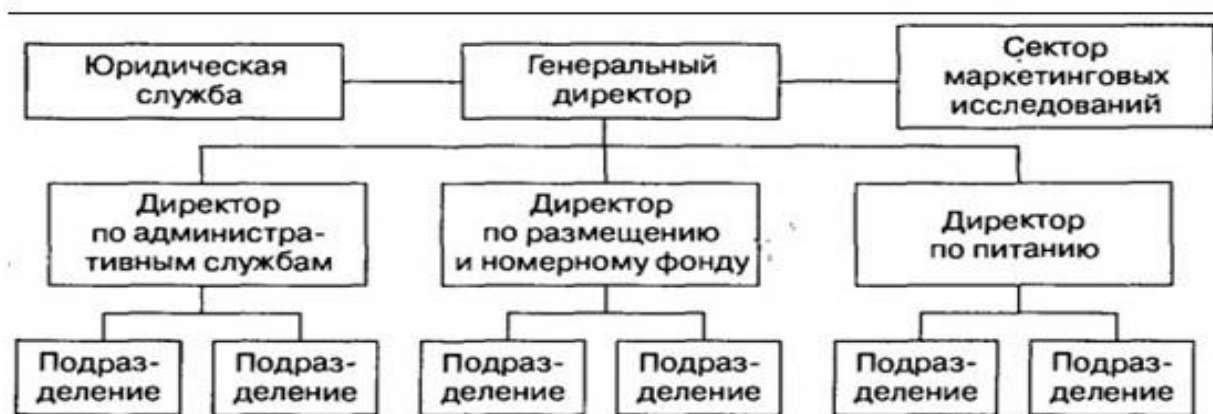 Юридическая
служба
Генеральный
директор
Сектор
маркетинговых
исследований
Директор
по администра-
тивным службам
Директор
по размещению
и номерному фонду
Директор
по питанию
Подраз-
деление
Подраз-
деление
Подраз-
деление
Подраз-
деление
Подраз-
деление
Подраз-
деление